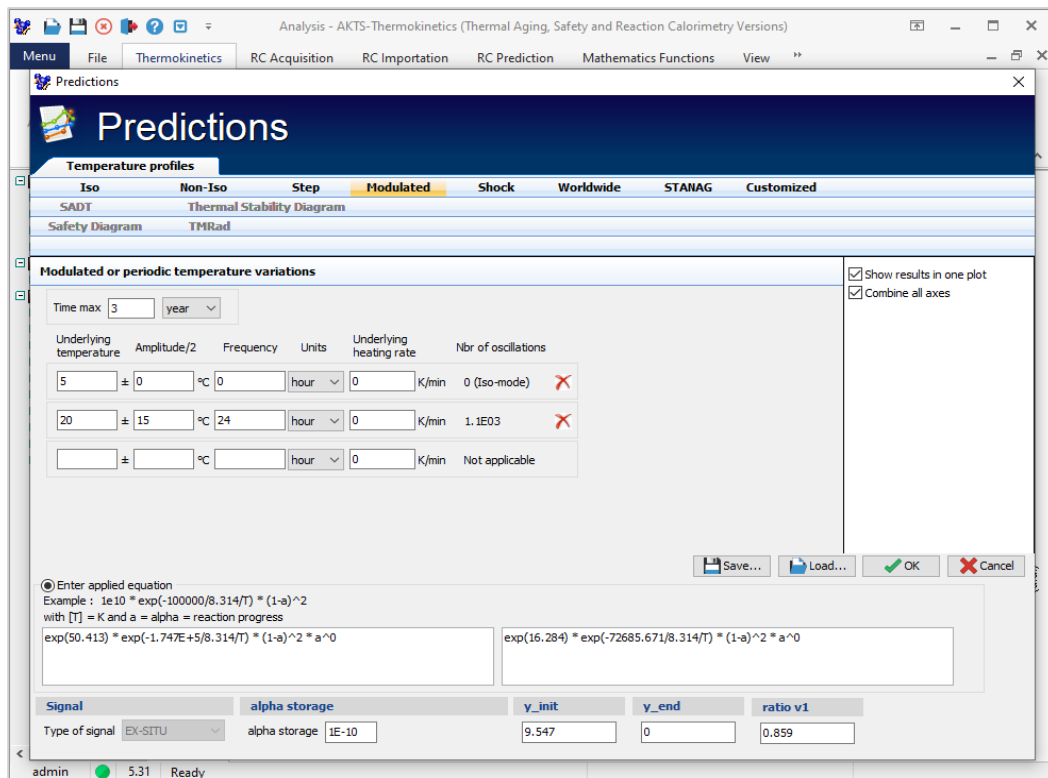 Analysis - AKTS-Thermokinetics (Thermal Aging, Safety and Reaction Calorimetry Versions)
Menu File Thermokinetics RC Acquisition RC Importation RC Prediction Mathematics Functions View
Predictions
Predictions
Temperature profiles
Iso Non-Iso Step Modulated Shock Worldwide STANAG Customized
SADT Thermal Stability Diagram
Safety Diagram TMRad
Modulated or periodic temperature variations
Show results in one plot
Combine all axes
Time max 3 year
Underlying temperature Amplitude/2 Frequency Units Underlying heating rate Nbr of oscillations
5 ± 0 °C 0 hour 0 K/min 0 (Iso-mode)
20 ± 15 °C 24 hour 0 K/min 1.1E03
± °C hour 0 K/min Not applicable
Save... Load... OK Cancel
Enter applied equation
Example : 1e10 * exp(-100000/8.314/T) * (1-a)^2
with [T] = K and a = alpha = reaction progress
exp(50.413) * exp(-1.747E+5/8.314/T) * (1-a)^2 * a^0
exp(16.284) * exp(-72685.671/8.314/T) * (1-a)^2 * a^0
Signal alpha storage y_init y_end ratio v1
Type of signal EX-SITU alpha storage 1E-10 9.547 0 0.859
admin 5.31 Ready